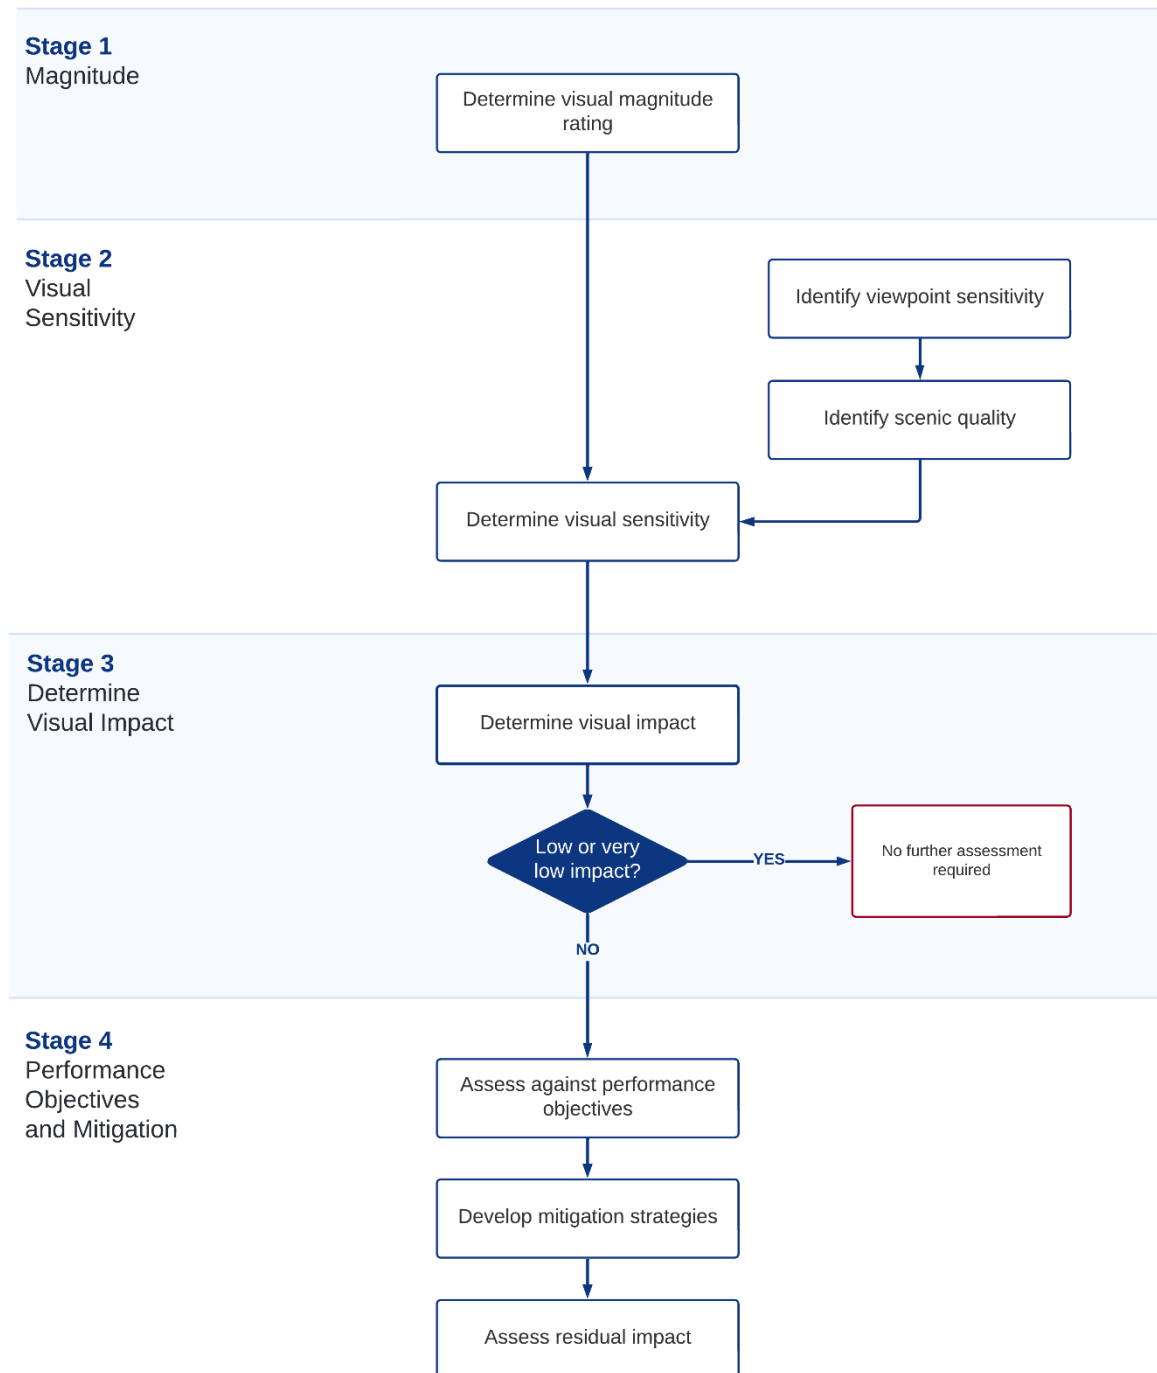 Stage 1
Magnitude
Determine visual magnitude
rating
Stage 2
Visual
Sensitivity
Identify viewpoint sensitivity
Identify scenic quality
Determine visual sensitivity
Stage 3
Determine
Visual Impact
Determine visual impact
Low or very
low impact?
YES
No further assessment
required
NO
Stage 4
Performance
Objectives
and Mitigation
Assess against performance
objectives
Develop mitigation strategies
Assess residual impact